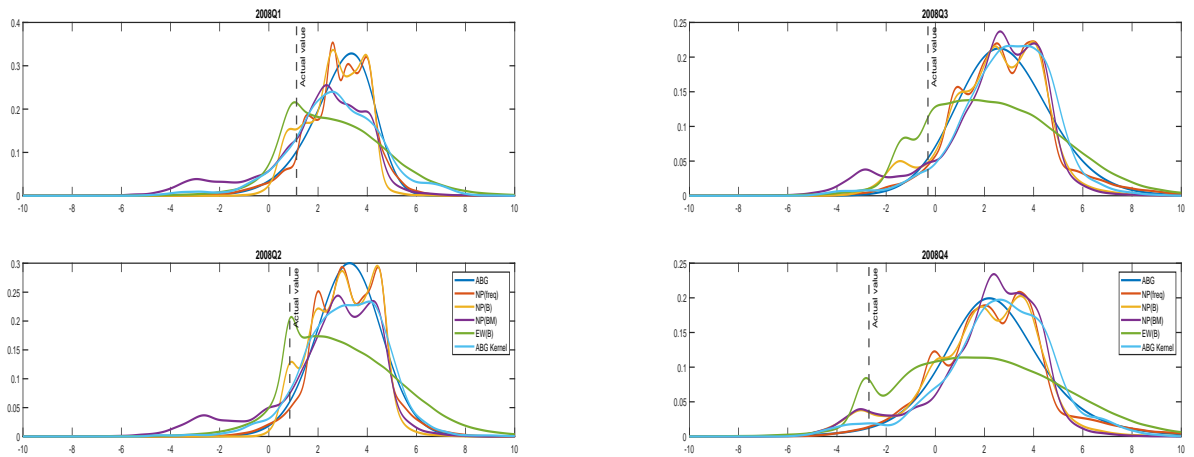 2008Q1
0.4
0.3
0.2
0.1
0
-10 -8 -6 -4 -2 0 2 4 6 8 10
Actual value
2008Q3
0.25
0.2
0.15
0.1
0.05
0
-10 -8 -6 -4 -2 0 2 4 6 8 10
Actual value
2008Q2
0.3
0.25
0.2
0.15
0.1
0.05
0
-10 -8 -6 -4 -2 0 2 4 6 8 10
Actual value
ABG
NP(freq)
NP(B)
NP(BM)
EW(B)
ABG Kernel
2008Q4
0.25
0.2
0.15
0.1
0.05
0
-10 -8 -6 -4 -2 0 2 4 6 8 10
Actual value
ABG
NP(freq)
NP(B)
NP(BM)
EW(B)
ABG Kernel